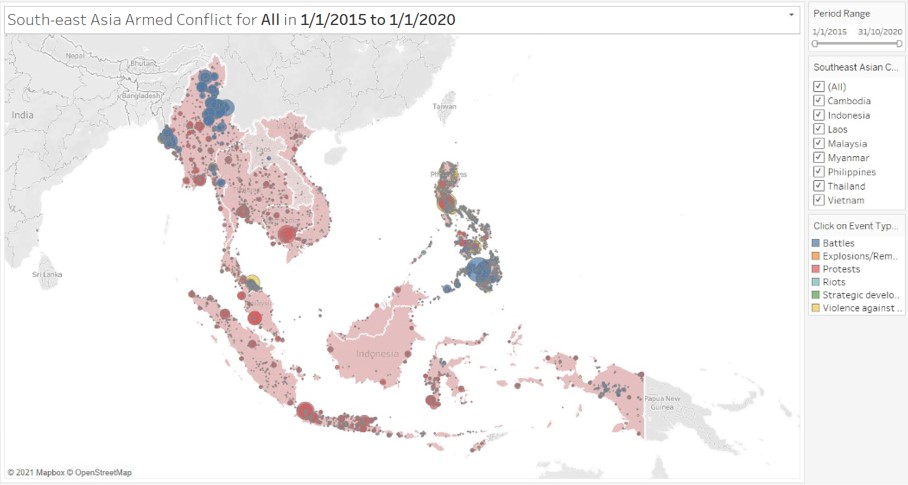 South-east Asia Armed Conflict for All in 1/1/2015 to 1/1/2020
Period Range
1/1/2015 31/10/2020
Southeast Asian C...
(All)
Cambodia
Indonesia
Laos
Malaysia
Myanmar
Philippines
Thailand
Vietnam
Click on Event Typ...
Battles
Explosions/Rem...
Protests
Riots
Strategic develo...
Violence against ...
Nepal
Bhutan
Bangladesh
India
Taiwan
Laos
Sri Lanka
Indonesia
Papua New
Guinea
© 2021 Mapbox © OpenStreetMap